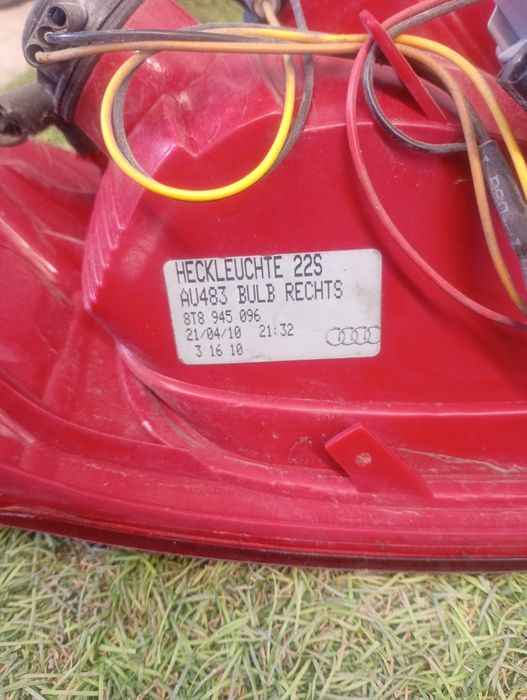 HECKLEUCHTE 22S
AU483 BULB RECHTS
8T8 945 096
21/04/10 21:32
3 16 10